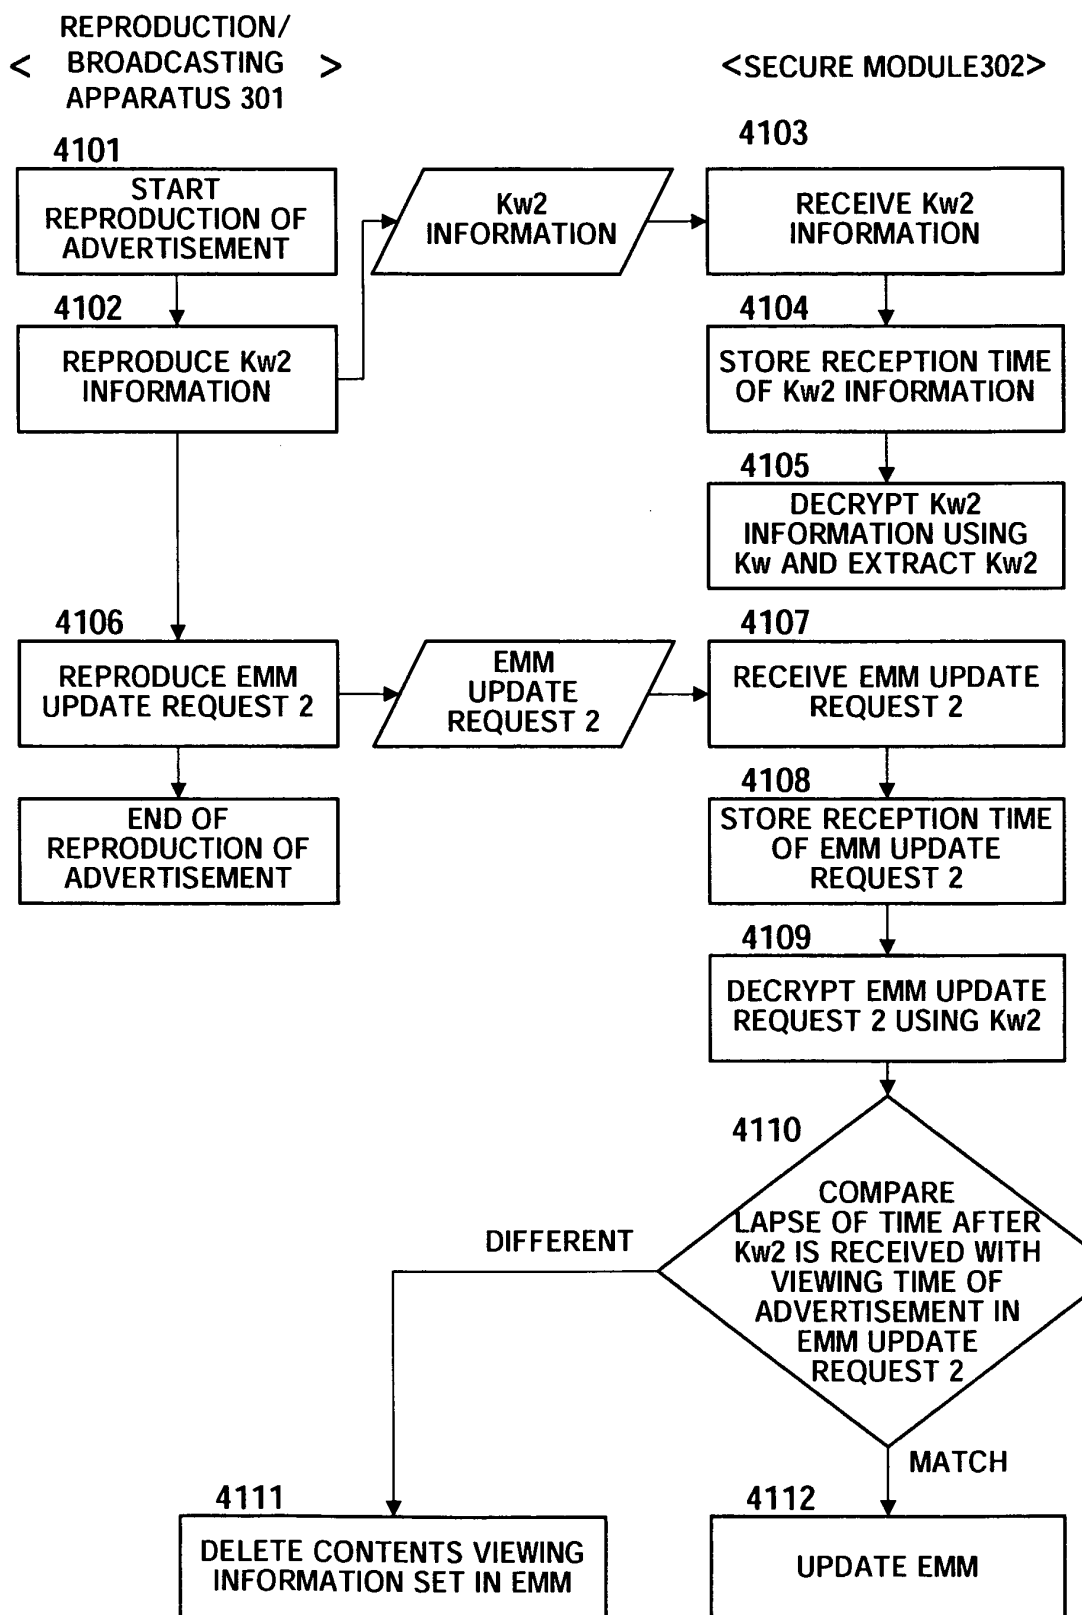 REPRODUCTION/
< BROADCASTING >
APPARATUS 301
<SECURE MODULE302>
4101
START
REPRODUCTION OF
ADVERTISEMENT
Kw2
INFORMATION
4103
RECEIVE Kw2
INFORMATION
4102
REPRODUCE Kw2
INFORMATION
4104
STORE RECEPTION TIME
OF Kw2 INFORMATION
4105
DECRYPT Kw2
INFORMATION USING
Kw AND EXTRACT Kw2
4106
REPRODUCE EMM
UPDATE REQUEST 2
EMM
UPDATE
REQUEST 2
4107
RECEIVE EMM UPDATE
REQUEST 2
END OF
REPRODUCTION OF
ADVERTISEMENT
4108
STORE RECEPTION TIME
OF EMM UPDATE
REQUEST 2
4109
DECRYPT EMM UPDATE
REQUEST 2 USING Kw2
4110
COMPARE
LAPSE OF TIME AFTER
Kw2 IS RECEIVED WITH
VIEWING TIME OF
ADVERTISEMENT IN
EMM UPDATE
REQUEST 2
DIFFERENT
MATCH
4111
DELETE CONTENTS VIEWING
INFORMATION SET IN EMM
4112
UPDATE EMM